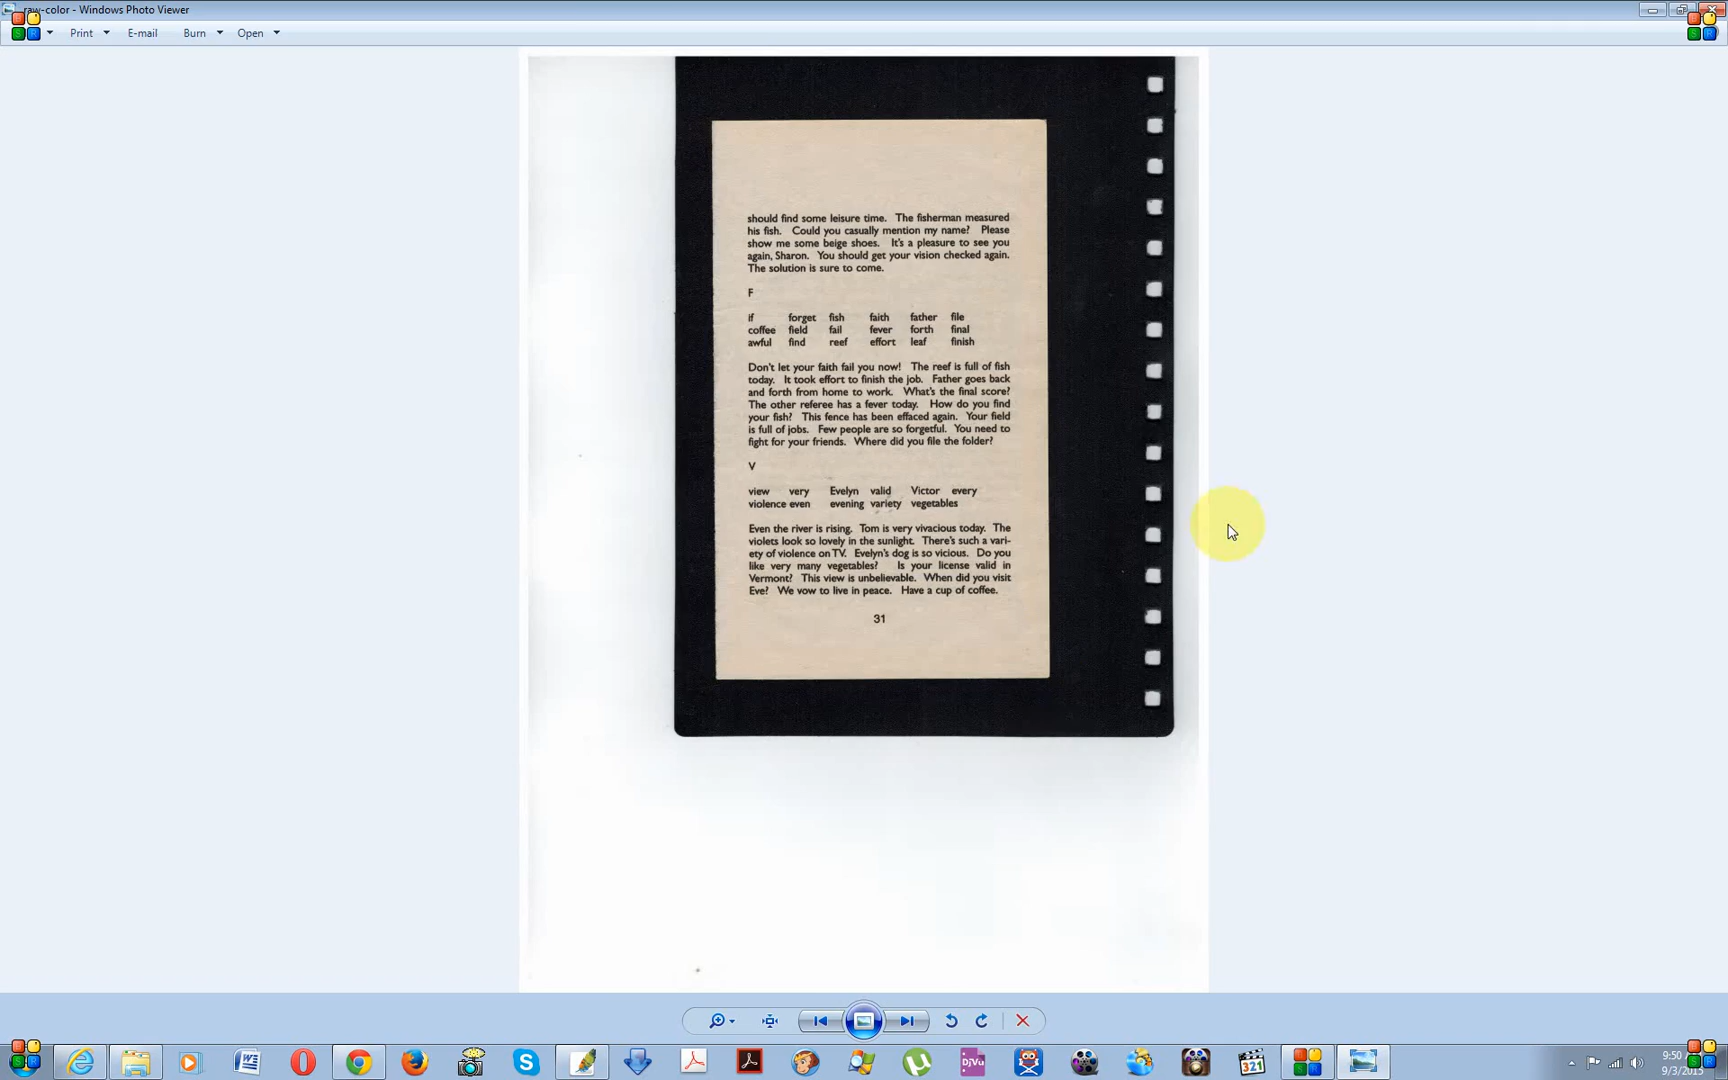 raw-color - Windows Photo Viewer
Print E-mail Burn Open
should find some leisure time. The fisherman measured
his fish. Could you casually mention my name? Please
show me some beige shoes. It's a pleasure to see you
again, Sharon. You should get your vision checked again.
The solution is sure to come.
F
if forget fish faith father file
coffee field fail fever forth final
awful find reef effort leaf finish
Don't let your faith fail you now! The reef is full of fish
today. It took effort to finish the job. Father goes back
and forth from home to work. What's the final score?
The other referee has a fever today. How do you find
your fish? This fence has been effaced again. Your field
is full of jobs. Few people are so forgetful. You need to
fight for your friends. Where did you file the folder?
V
view very Evelyn valid Victor every
violence even evening variety vegetables
Even the river is rising. Tom is very vivacious today. The
violets look so lovely in the sunlight. There's such a vari-
ety of violence on TV. Evelyn's dog is so vicious. Do you
like very many vegetables? Is your license valid in
Vermont? This view is unbelievable. When did you visit
Eve? We vow to live in peace. Have a cup of coffee.
31
DjVu
321
9:50
9/3/2015